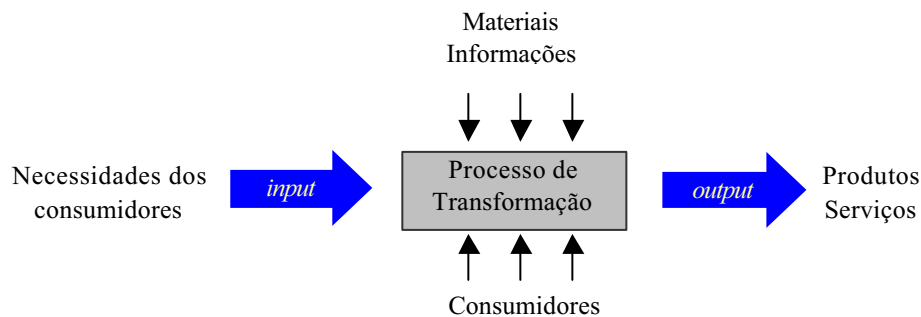 Materiais
Informações
Necessidades dos
consumidores
input
Processo de
Transformação
output
Produtos
Serviços
Consumidores